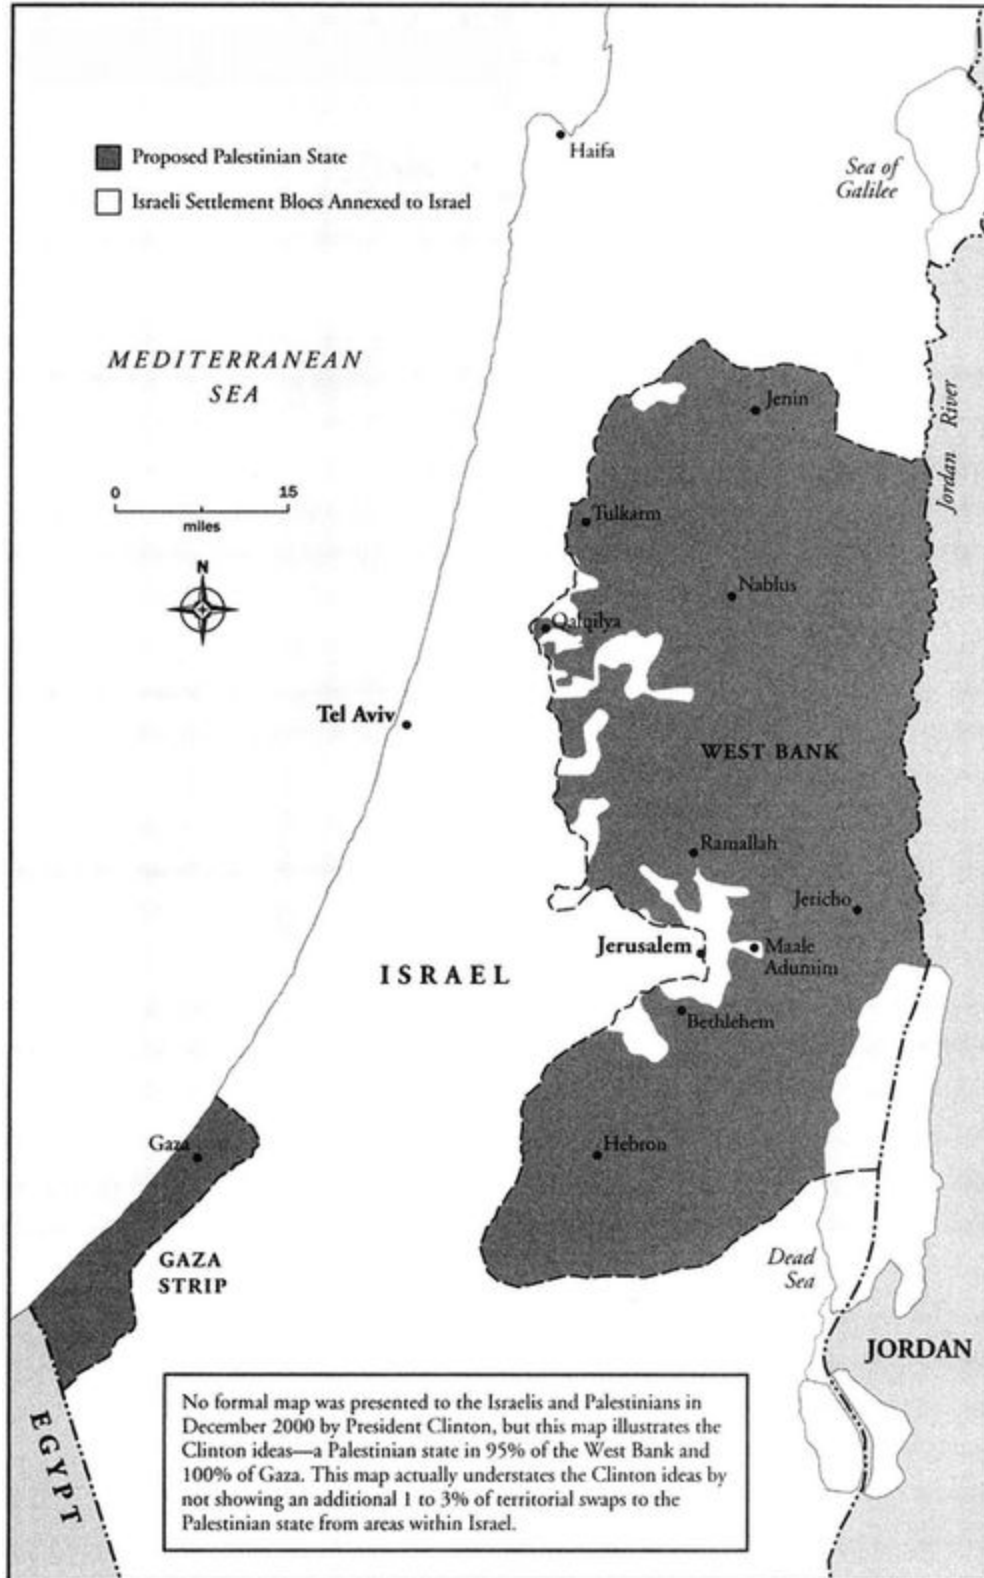 Haifa
Proposed Palestinian State
Israeli Settlement Blocs Annexed to Israel
Sea of
Galilee
MEDITERRANEAN
SEA
Jenin
Jordan River
0 15
miles
Tulkarm
N
Nablus
Qalqilya
Tel Aviv
WEST BANK
Ramallah
Jericho
Jerusalem
Maale
Adumim
ISRAEL
Bethlehem
Gaza
Hebron
GAZA
STRIP
Dead
Sea
JORDAN
EGYPT
No formal map was presented to the Israelis and Palestinians in
December 2000 by President Clinton, but this map illustrates the
Clinton ideas—a Palestinian state in 95% of the West Bank and
100% of Gaza. This map actually understates the Clinton ideas by
not showing an additional 1 to 3% of territorial swaps to the
Palestinian state from areas within Israel.